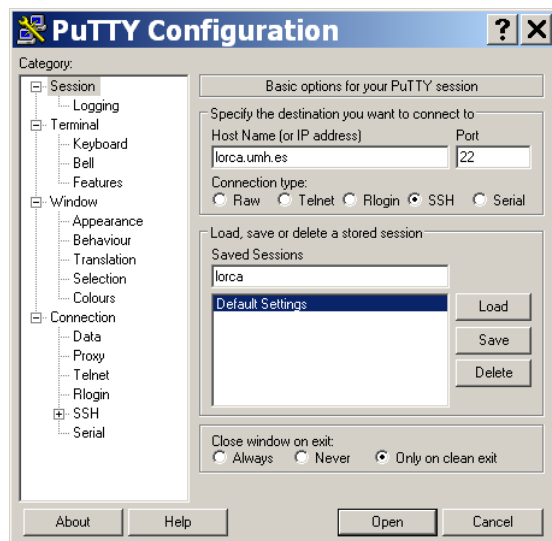 PuTTY Configuration
Category:
Session
Logging
Terminal
Keyboard
Bell
Features
Window
Appearance
Behaviour
Translation
Selection
Colours
Connection
Data
Proxy
Telnet
Rlogin
SSH
Serial
Basic options for your PuTTY session
Specify the destination you want to connect to
Host Name (or IP address) Port
lorca.umh.es 22
Connection type:
Raw Telnet Rlogin SSH Serial
Load, save or delete a stored session
Saved Sessions
lorca
Default Settings
Load
Save
Delete
Close window on exit:
Always Never Only on clean exit
About Help Open Cancel